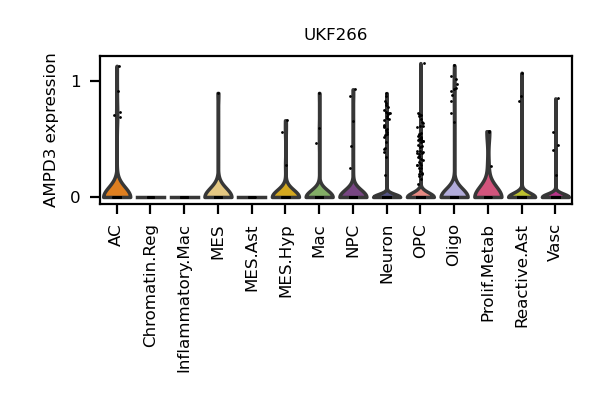 UKF266
AMPD3 expression
1
0
AC
Chromatin.Reg
Inflammatory.Mac
MES
MES.Ast
MES.Hyp
Mac
NPC
Neuron
OPC
Oligo
Prolif.Metab
Reactive.Ast
Vasc